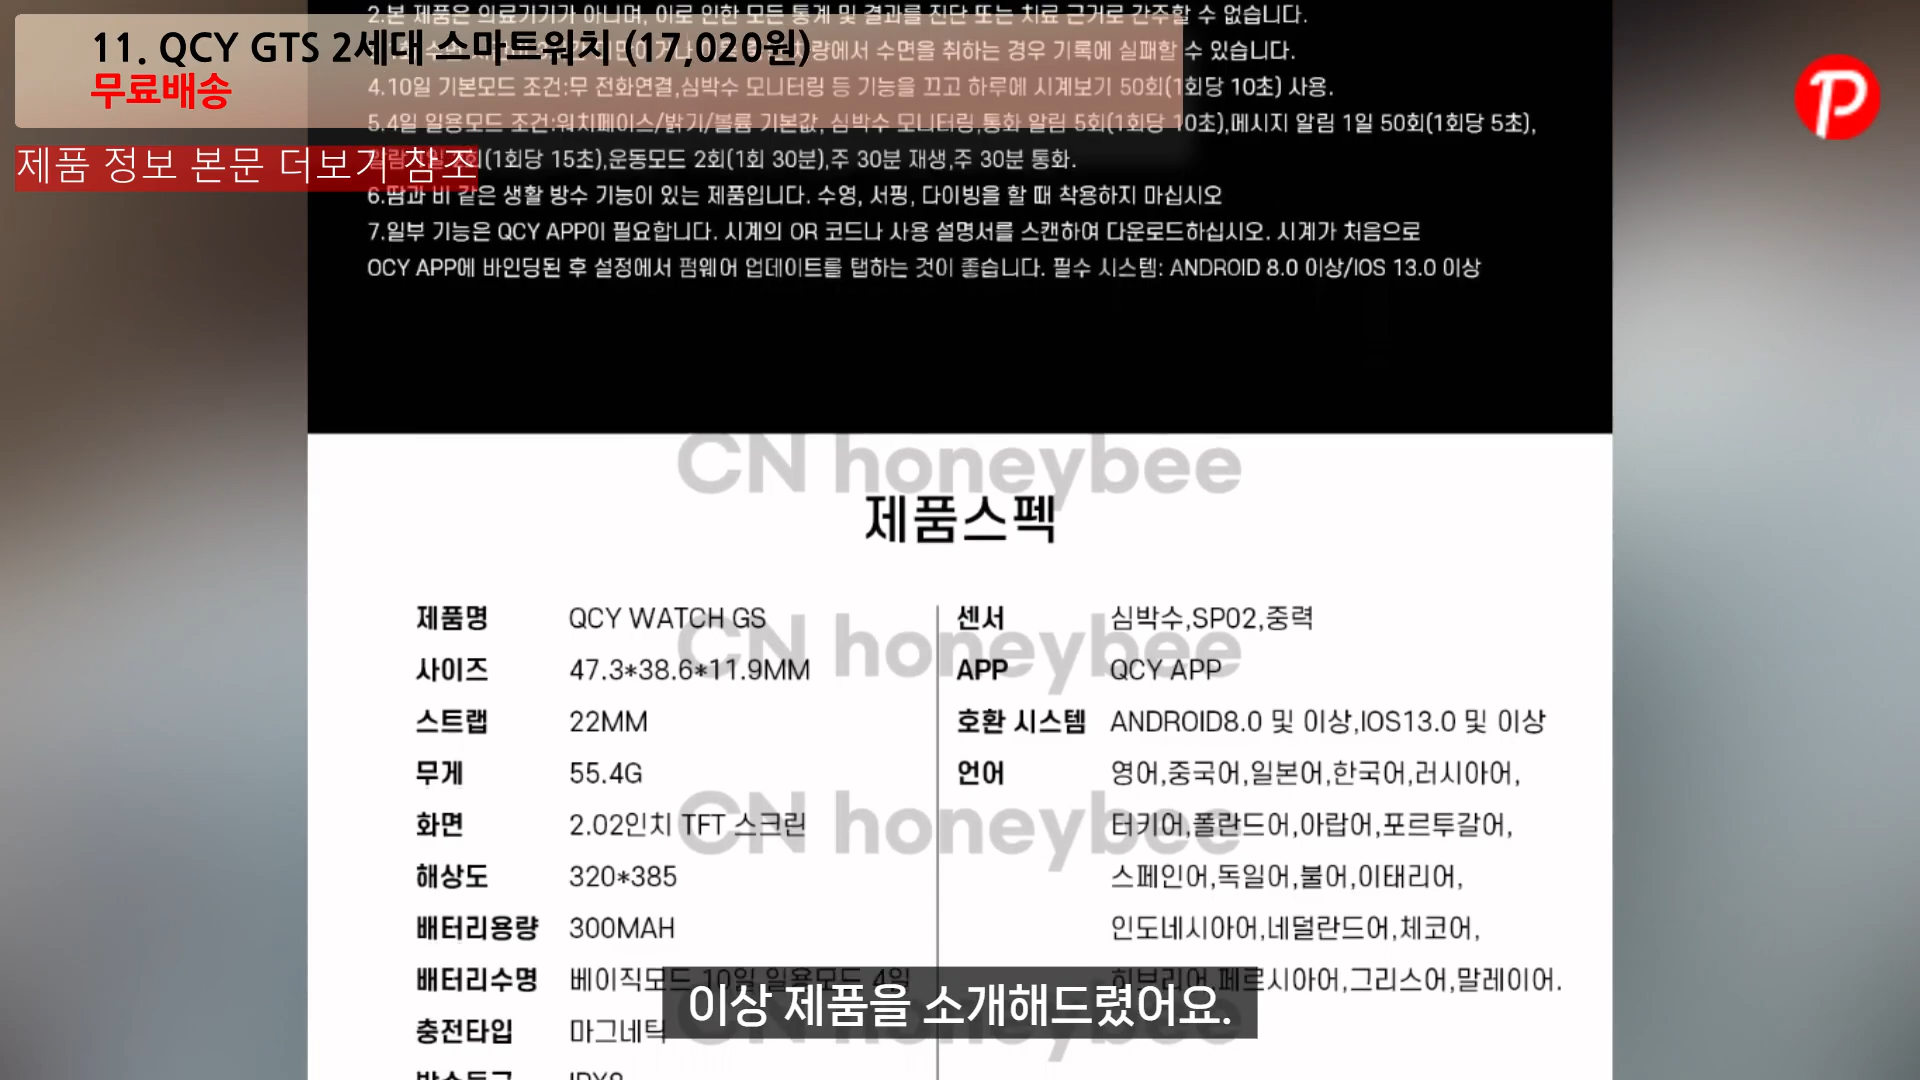 2.본 제품은 의료기기가 아니며, 이로 인한 모든 통계 및 결과를 진단 또는 치료 근거로 간주할 수 없습니다.
11. QCY GTS 2세대 스마트워치 (17,020원)
수면을 취하는 경우 기록에 실패할 수 있습니다.
무료배송
4.10일 기본모드 조건:무 전화연결,심박수 모니터링 등 기능을 끄고 하루에 시계보기 50회(1회당 10초) 사용.
5.4일 일용모드 조건:워치페이스/밝기/볼륨 기본값, 심박수 모니터링,통화 알림 5회(1회당 10초),메시지 알림 1일 50회(1회당 5초),
제품 정보 본문 더보기 참조
(1회당 15초),운동모드 2회(1회 30분),주 30분 재생,주 30분 통화.
6.땀과 비 같은 생활 방수 기능이 있는 제품입니다. 수영, 서핑, 다이빙을 할 때 착용하지 마십시오
7.일부 기능은 QCY APP이 필요합니다. 시계의 QR 코드나 사용 설명서를 스캔하여 다운로드하십시오. 시계가 처음으로
QCY APP에 바인딩된 후 설정에서 펌웨어 업데이트를 탭하는 것이 좋습니다. 필수 시스템: ANDROID 8.0 이상/IOS 13.0 이상
CN honeybee
제품스펙
제품명 QCY WATCH GS
센서 심박수,SPO2,중력
CN honeybee
사이즈 47.3*38.6*11.9MM
APP QCY APP
스트랩 22MM
호환 시스템 ANDROID8.0 및 이상,IOS13.0 및 이상
무게 55.4G
언어 영어,중국어,일본어,한국어,러시아어,
화면 2.02인치 TFT 스크린
터키어,폴란드어,아랍어,포르투갈어,
CN honeybee
해상도 320*385
스페인어,독일어,불어,이태리어,
배터리용량 300MAH
인도네시아어,네덜란드어,체코어,
배터리수명 베이직모드 10일,일용모드 4일
히브리어,페르시아어,그리스어,말레이어.
이상 제품을 소개해드렸어요.
충전타입 마그네틱